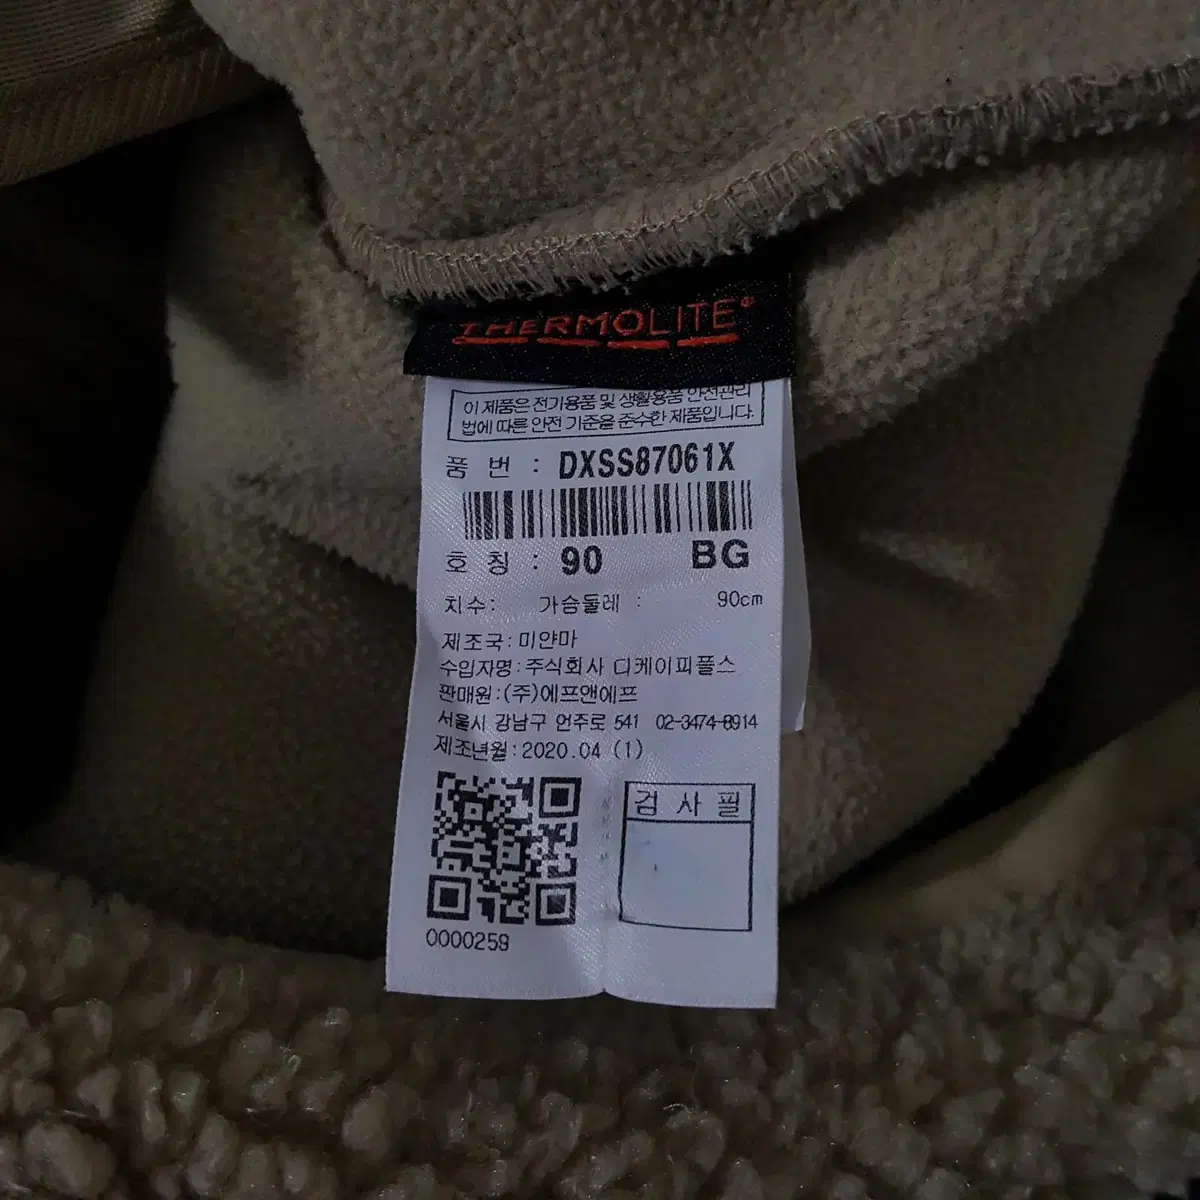 THERMOLITE®
이 제품은 전기용품 및 생활용품 안전관리
법에 따른 안전 기준을 준수한 제품입니다.
품 번 : DXSS87061X
호 칭 : 90 BG
치수: 가슴둘레 : 90cm
제조국:미얀마
수입자명:주식회사 디케이피플스
판매원:(주)에프앤에프
서울시 강남구 언주로 541 02-3474-8914
제조년월:2020.04 (1)
검 사 필
0000259